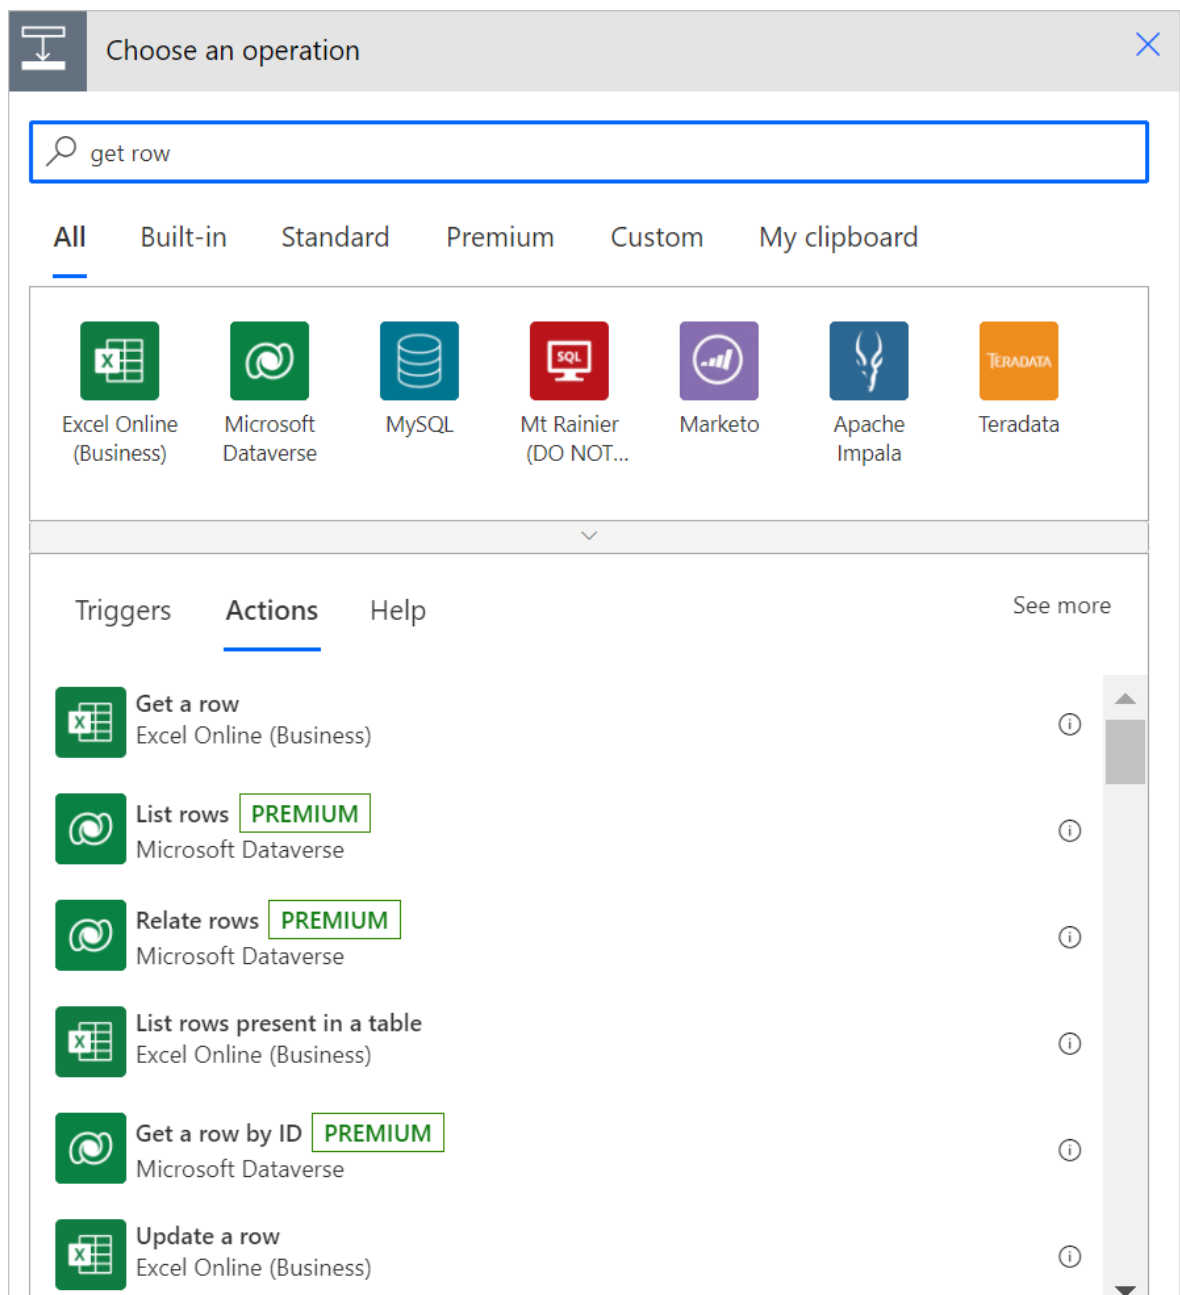 Choose an operation
get row
All Built-in Standard Premium Custom My clipboard
Excel Online (Business)
Microsoft Dataverse
MySQL
SQL
Mt Rainier (DO NOT...
Marketo
Apache Impala
TERADATA
Teradata
Triggers Actions Help See more
Get a row
Excel Online (Business)
List rows PREMIUM
Microsoft Dataverse
Relate rows PREMIUM
Microsoft Dataverse
List rows present in a table
Excel Online (Business)
Get a row by ID PREMIUM
Microsoft Dataverse
Update a row
Excel Online (Business)